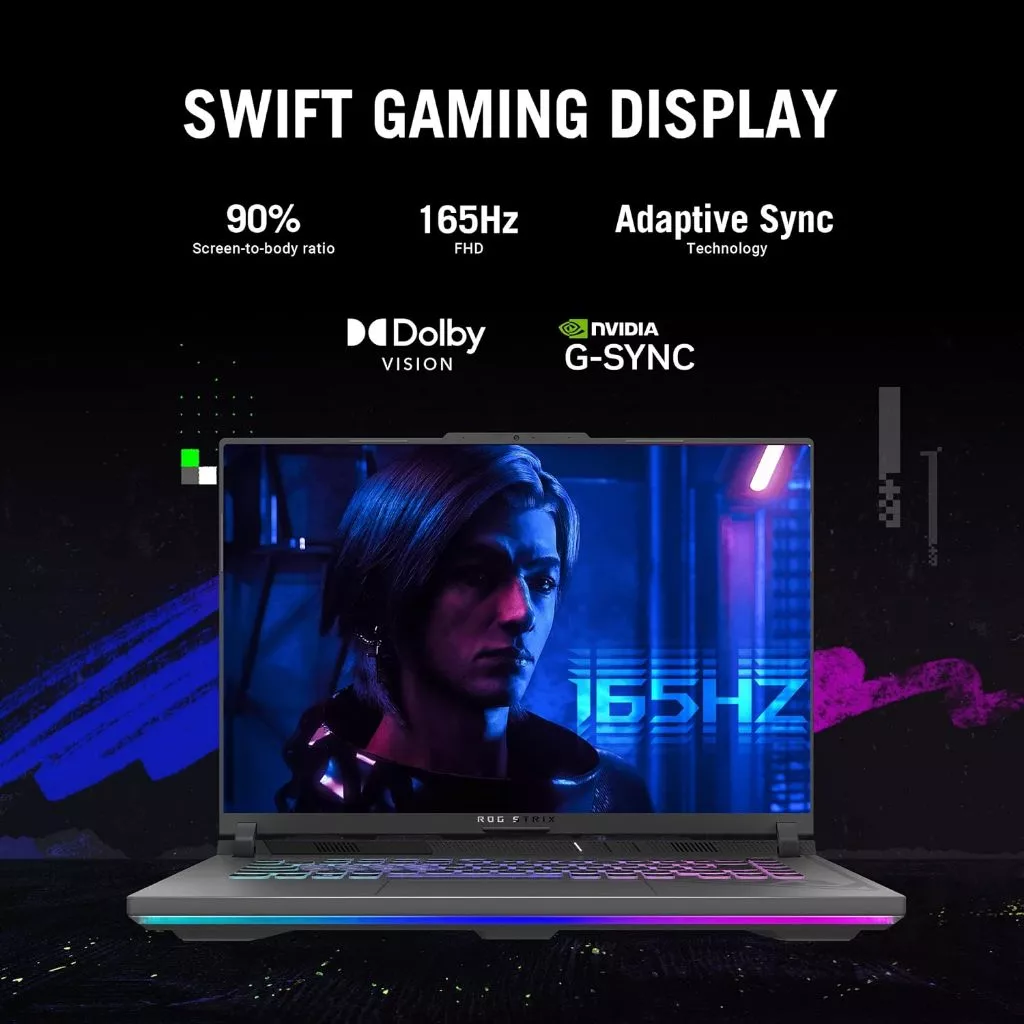 SWIFT GAMING DISPLAY
90%
Screen-to-body ratio
165Hz
FHD
Adaptive Sync
Technology
Dolby
VISION
NVIDIA
G-SYNC
165HZ
ROG STRIX